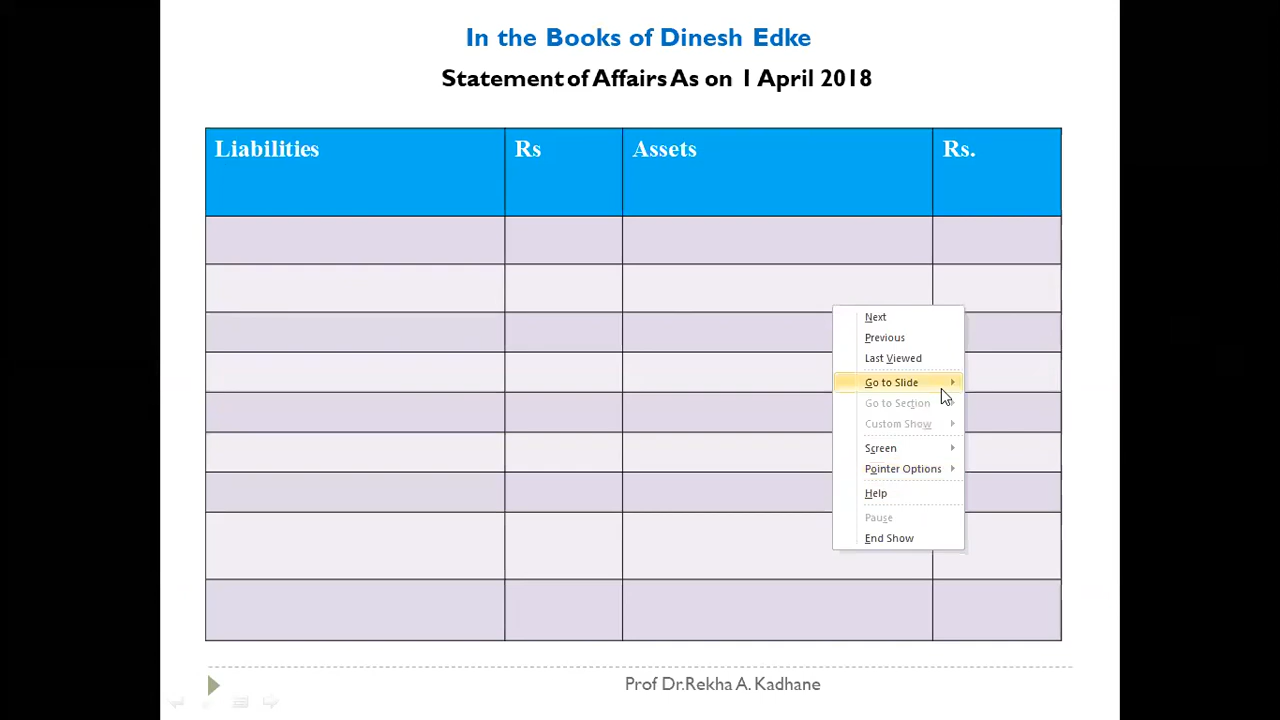 In the Books of Dinesh Edke
Statement of Affairs As on 1 April 2018
Liabilities Rs Assets Rs.
Next
Previous
Last Viewed
Go to Slide
Go to Section
Custom Show
Screen
Pointer Options
Help
Pause
End Show
Prof Dr.Rekha A. Kadhane